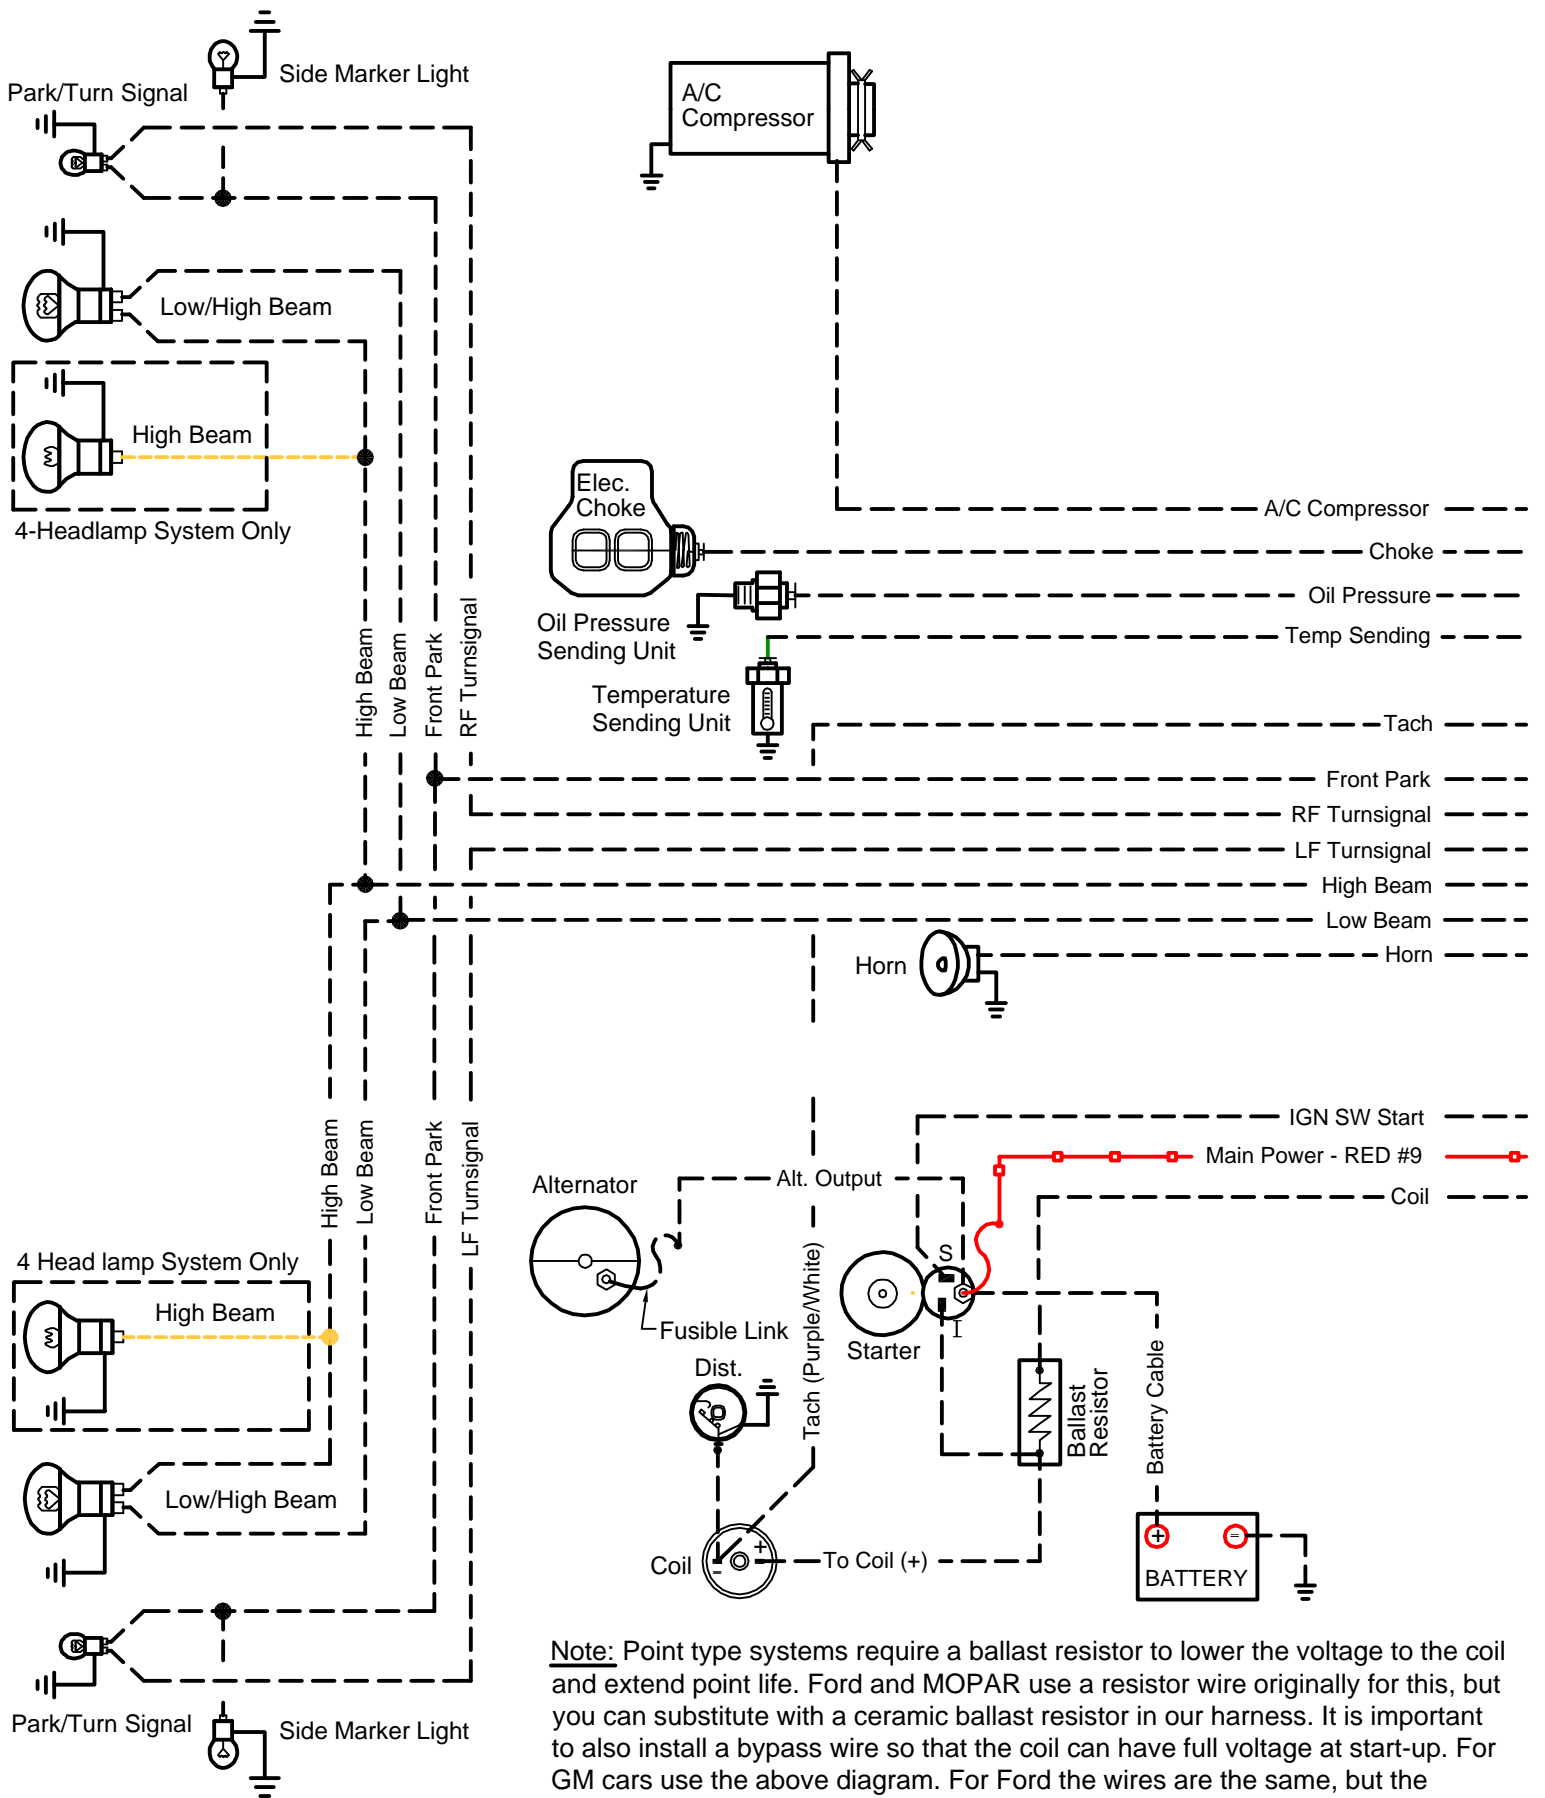 Side Marker Light
Park/Turn Signal
A/C
Compressor
Low/High Beam
High Beam
4-Headlamp System Only
Elec.
Choke
A/C Compressor
Choke
Oil Pressure
Oil Pressure
Sending Unit
Temp Sending
Temperature
Sending Unit
High Beam
Low Beam
Front Park
RF Turnsignal
Tach
Front Park
RF Turnsignal
LF Turnsignal
High Beam
Low Beam
Horn
Horn
IGN SW Start
Main Power - RED #9
Coil
High Beam
Low Beam
Front Park
LF Turnsignal
Alternator
Alt. Output
Tach (Purple/White)
S
I
Starter
Fusible Link
Dist.
Ballast
Resistor
Battery Cable
4 Head lamp System Only
High Beam
Low/High Beam
Coil
+
–
To Coil (+)
+
=
BATTERY
Park/Turn Signal
Side Marker Light
Note: Point type systems require a ballast resistor to lower the voltage to the coil
and extend point life. Ford and MOPAR use a resistor wire originally for this, but
you can substitute with a ceramic ballast resistor in our harness. It is important
to also install a bypass wire so that the coil can have full voltage at start-up. For
GM cars use the above diagram. For Ford the wires are the same, but the